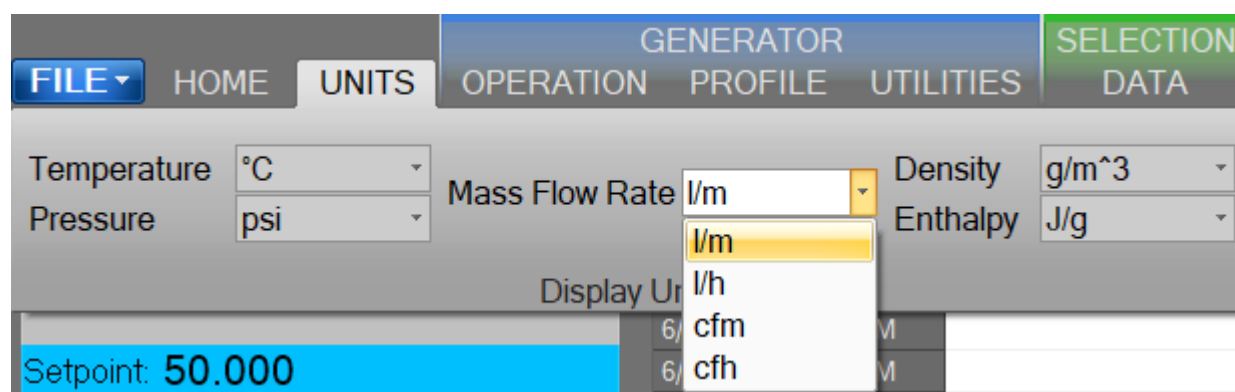 GENERATOR SELECTION
FILE HOME UNITS OPERATION PROFILE UTILITIES DATA
Temperature °C Mass Flow Rate l/m Density g/m^3
Pressure psi Enthalpy J/g
l/m
l/h
cfm
cfh
Display
Setpoint: 50.000